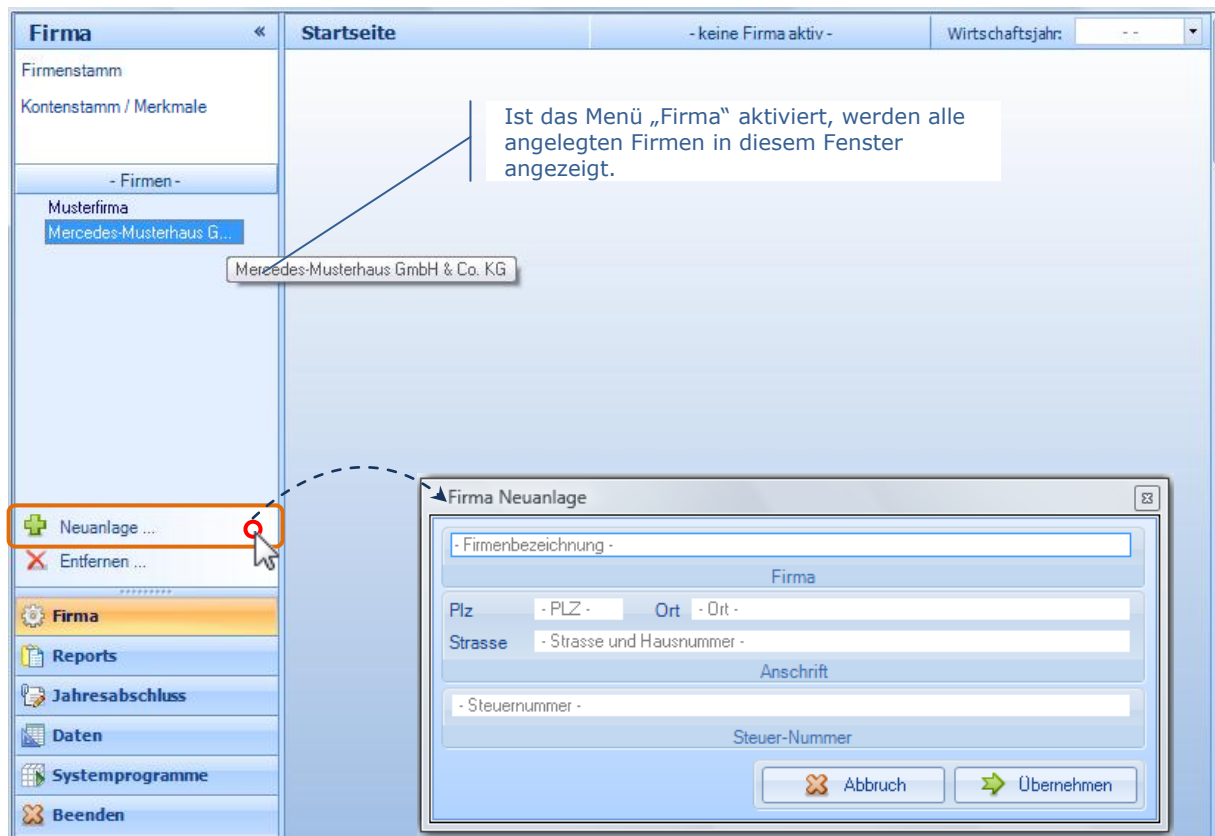 Firma «
Startseite
- keine Firma aktiv -
Wirtschaftsjahr: - -
Firmenstamm
Kontenstamm / Merkmale
Ist das Menü „Firma“ aktiviert, werden alle
angelegten Firmen in diesem Fenster
angezeigt.
- Firmen -
Musterfirma
Mercedes-Musterhaus G...
Mercedes-Musterhaus GmbH & Co. KG
Neuanlage ...
Entfernen ...
Firma
Reports
Jahresabschluss
Daten
Systemprogramme
Beenden
Firma Neuanlage
- Firmenbezeichnung -
Firma
Plz - PLZ - Ort - Ort -
Strasse - Strasse und Hausnummer -
Anschrift
- Steuernummer -
Steuer-Nummer
Abbruch Übernehmen